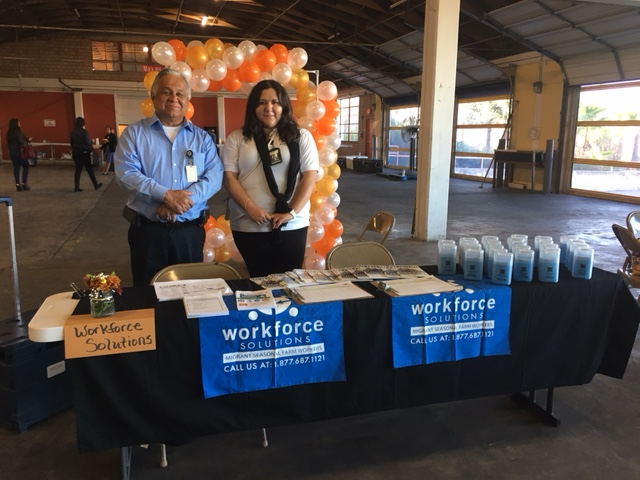 Workforce
Solutions
workforce
SOLUTIONS
MIGRANT SEASONAL FARM WORKERS
CALL US AT: 1.877.687.1121
workforce
SOLUTIONS
MIGRANT SEASONAL FARM WORKERS
CALL US AT: 1.877.687.1121